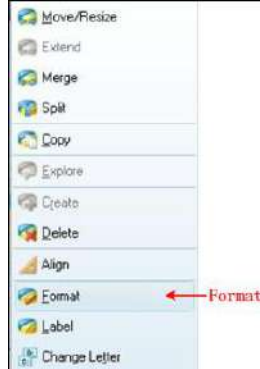 Move/Resize
Extend
Merge
Split
Copy
Explore
Create
Delete
Align
Format
Format
Label
Change Letter